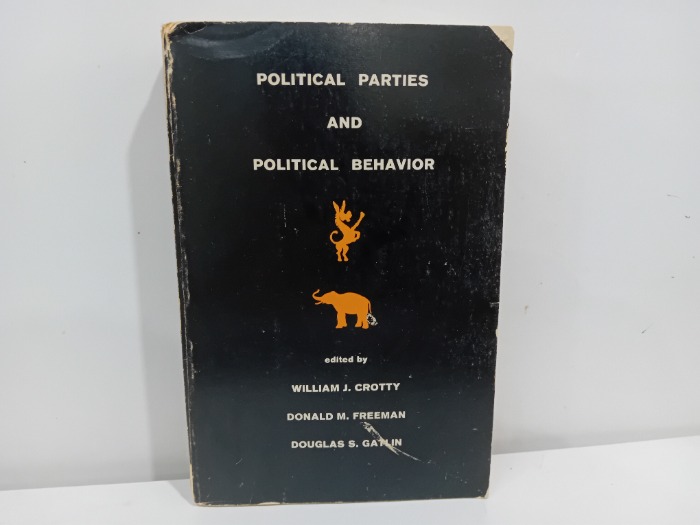 POLITICAL PARTIES
AND
POLITICAL BEHAVIOR
edited by
WILLIAM J. CROTTY
DONALD M. FREEMAN
DOUGLAS S. GATLIN